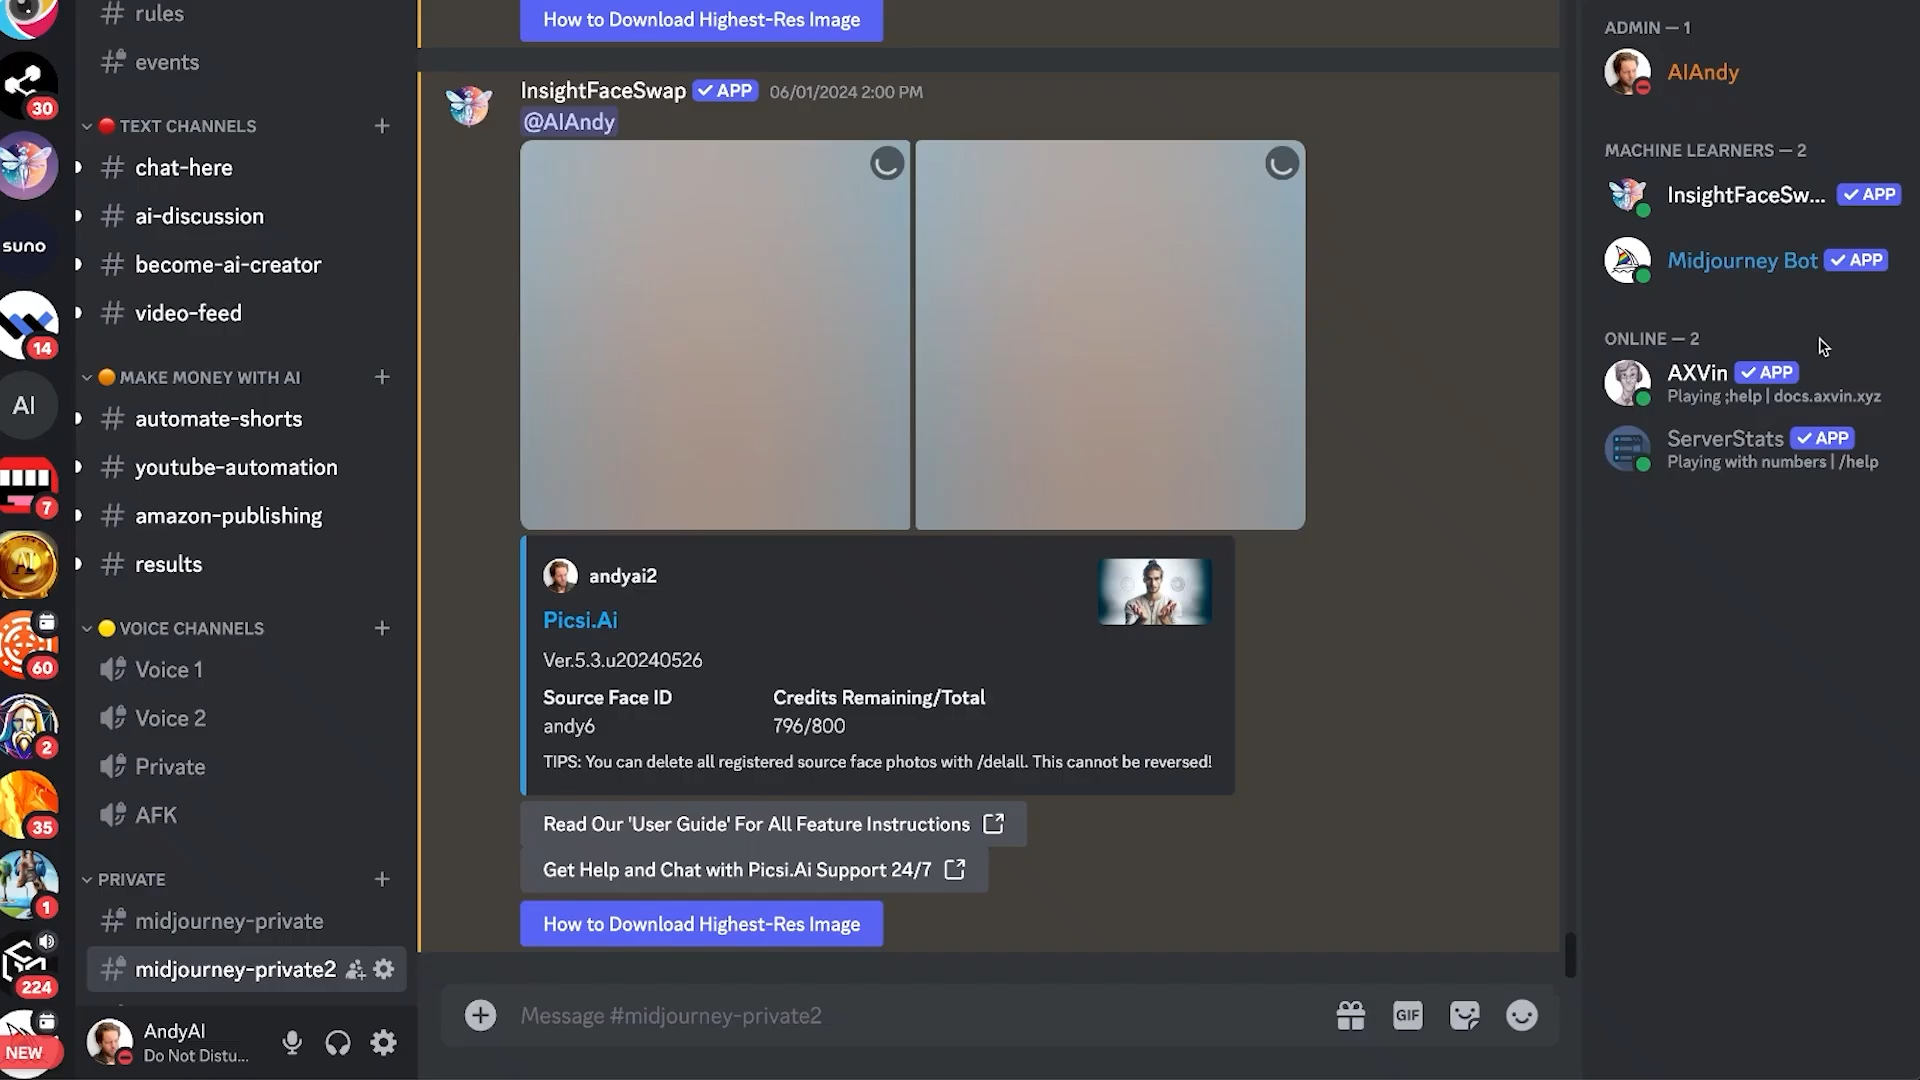 rules
events
TEXT CHANNELS
chat-here
ai-discussion
become-ai-creator
video-feed
MAKE MONEY WITH AI
automate-shorts
youtube-automation
amazon-publishing
results
VOICE CHANNELS
Voice 1
Voice 2
Private
AFK
PRIVATE
midjourney-private
midjourney-private2
AndyAI
Do Not Distu...
30
suno
14
AI
7
AI
60
2
35
1
224
NEW
How to Download Highest-Res Image
InsightFaceSwap APP 06/01/2024 2:00 PM
@AIAndy
andyai2
Picsi.Ai
Ver.5.3.u20240526
Source Face ID Credits Remaining/Total
andy6 796/800
TIPS: You can delete all registered source face photos with /delall. This cannot be reversed!
Read Our 'User Guide' For All Feature Instructions
Get Help and Chat with Picsi.Ai Support 24/7
How to Download Highest-Res Image
Message #midjourney-private2
GIF
ADMIN — 1
AIAndy
MACHINE LEARNERS — 2
InsightFaceSw... APP
Midjourney Bot APP
ONLINE — 2
AXVin APP
Playing ;help | docs.axvin.xyz
ServerStats APP
Playing with numbers | /help